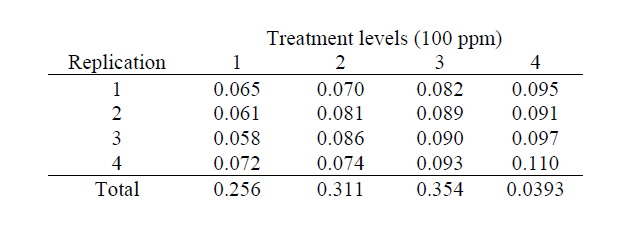 Treatment levels (100 ppm)
Replication 1 2 3 4
1 0.065 0.070 0.082 0.095
2 0.061 0.081 0.089 0.091
3 0.058 0.086 0.090 0.097
4 0.072 0.074 0.093 0.110
Total 0.256 0.311 0.354 0.0393